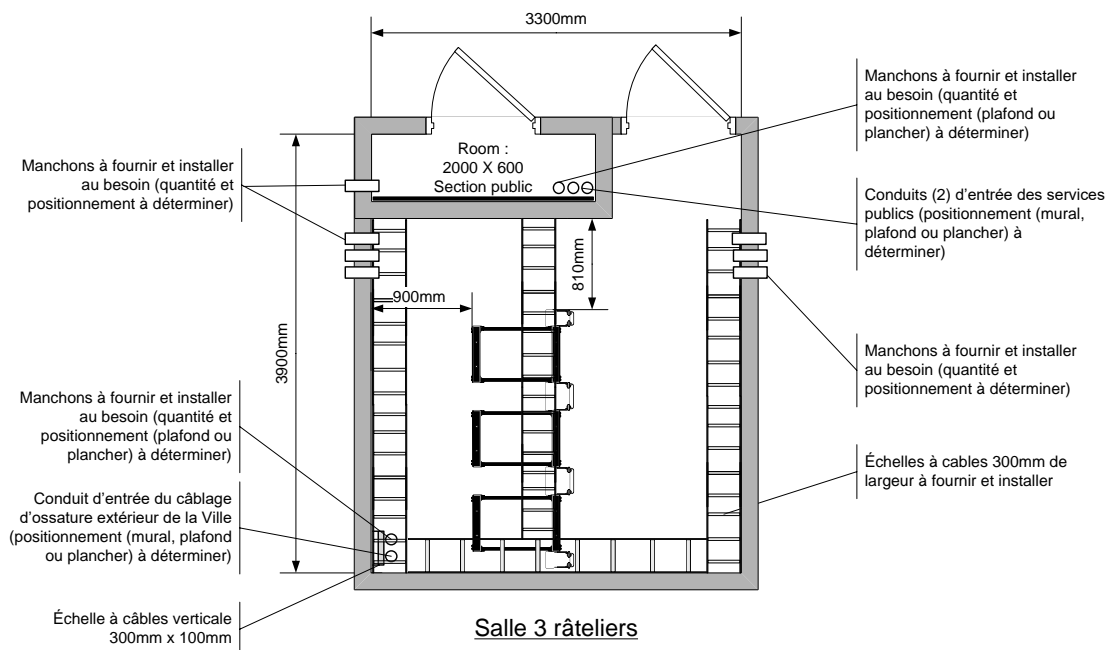 3300mm
Manchons à fournir et installer
au besoin (quantité et
positionnement (plafond ou
plancher) à déterminer)
Room :
2000 X 600
Section public
Manchons à fournir et installer
au besoin (quantité et
positionnement à déterminer)
Conduits (2) d’entrée des services
publics (positionnement (mural,
plafond ou plancher) à
déterminer)
810mm
900mm
3900mm
Manchons à fournir et installer
au besoin (quantité et
positionnement à déterminer)
Manchons à fournir et installer
au besoin (quantité et
positionnement (plafond ou
plancher) à déterminer)
Échelles à cables 300mm de
largeur à fournir et installer
Conduit d’entrée du câblage
d’ossature extérieur de la Ville
(positionnement (mural, plafond
ou plancher) à déterminer)
Échelle à câbles verticale
300mm x 100mm
Salle 3 râteliers